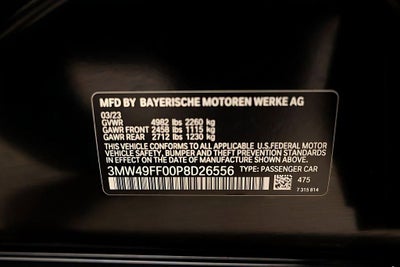 MFD BY BAYERISCHE MOTOREN WERKE AG
03/23
GVWR 4982 lbs 2260 kg
GAWR FRONT 2458 lbs 1115 kg
GAWR REAR 2712 lbs 1230 kg
THIS VEHICLE CONFORMS TO ALL APPLICABLE U.S.FEDERAL MOTOR
VEHICLE SAFETY, BUMPER, AND THEFT PREVENTION STANDARDS IN
EFFECT ON THE DATE OF MANUFACTURE SHOWN ABOVE.
3MW49FF00P8D26556 TYPE: PASSENGER CAR
475
7 315 814